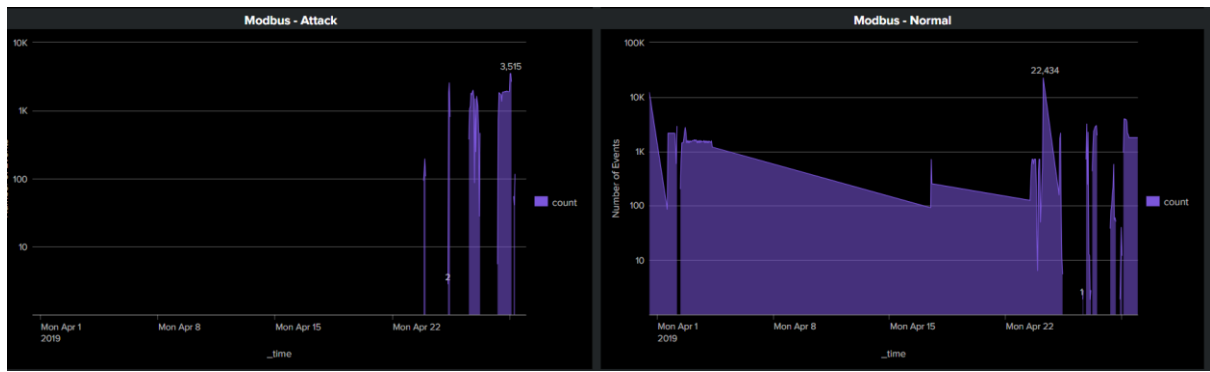 Modbus - Attack
10K
1K
100
10
3,515
2
count
Mon Apr 1
2019
Mon Apr 8
Mon Apr 15
Mon Apr 22
_time
Modbus - Normal
Number of Events
100K
10K
1K
100
10
22,434
1
count
Mon Apr 1
2019
Mon Apr 8
Mon Apr 15
Mon Apr 22
_time